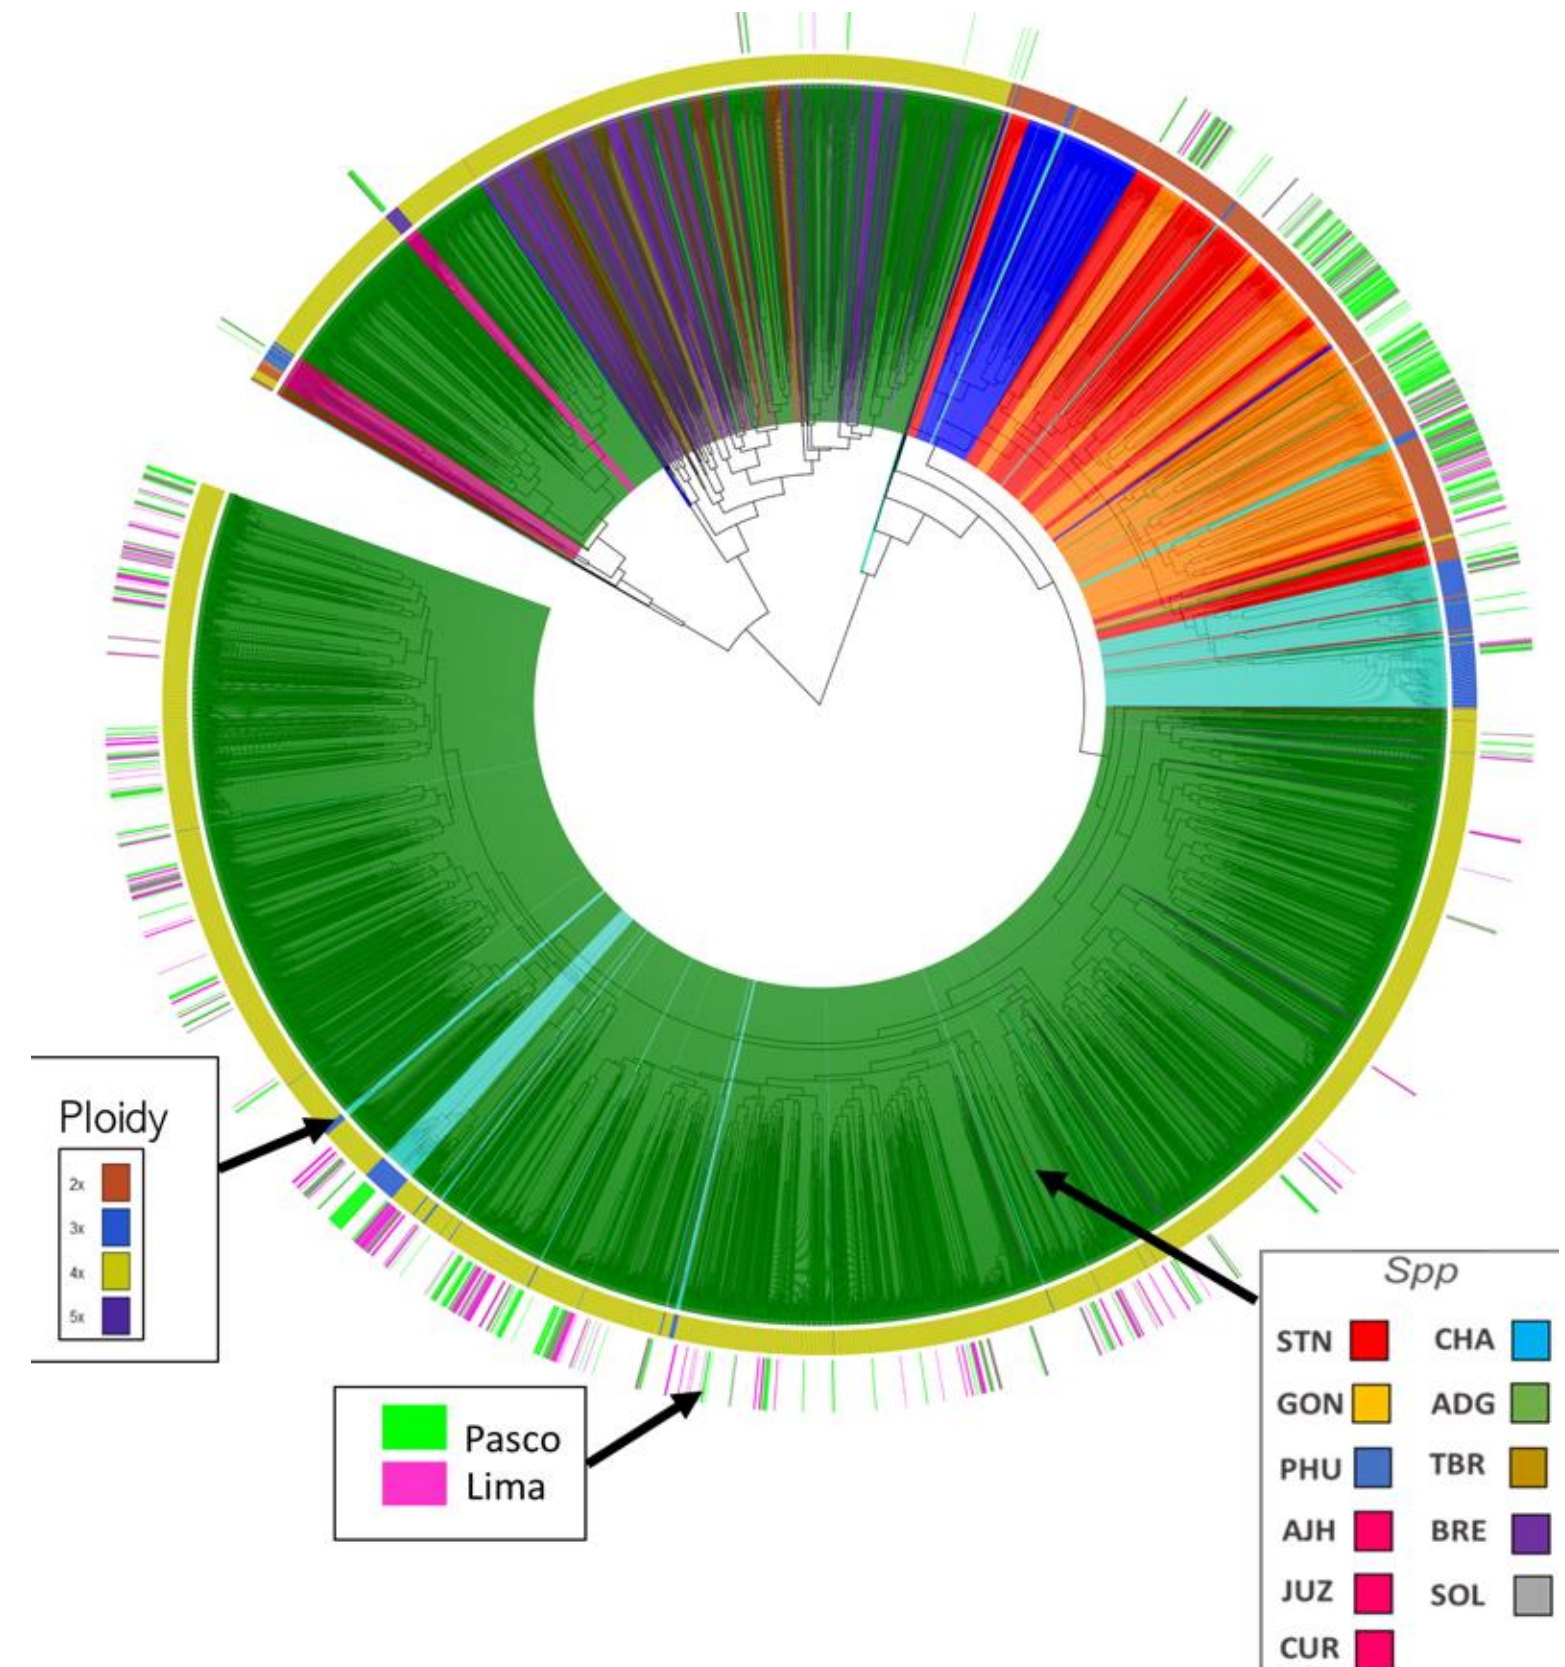 Ploidy
2x
3x
4x
5x
Pasco
Lima
Spp
STN CHA
GON ADG
PHU TBR
AJH BRE
JUZ SOL
CUR